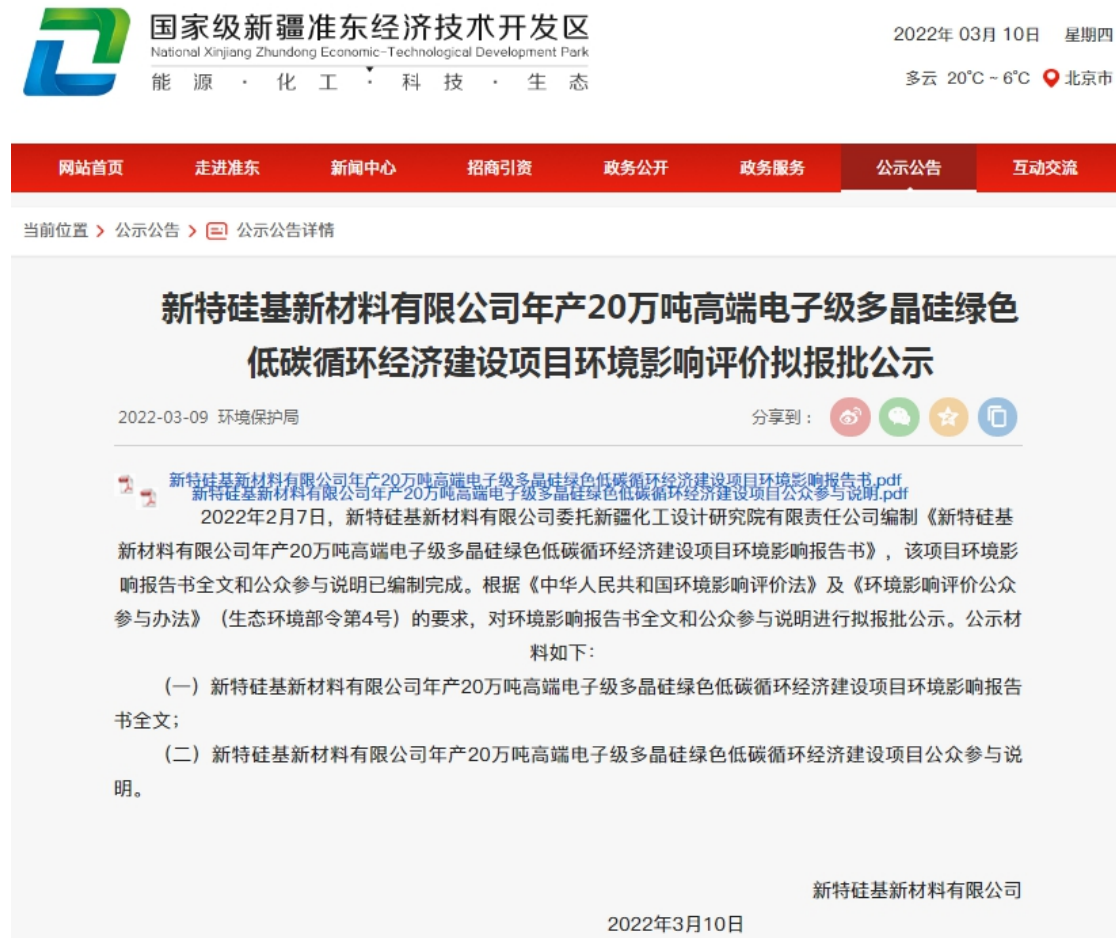 国家级新疆准东经济技术开发区
National Xinjiang Zhundong Economic-Technological Development Park
能 源 · 化 工 · 科 技 · 生 态
2022年 03月 10日 星期四
多云 20℃ ~ 6℃ 北京市
网站首页 走进准东 新闻中心 招商引资 政务公开 政务服务 公示公告 互动交流
当前位置 公示公告 公示公告详情
新特硅基新材料有限公司年产20万吨高端电子级多晶硅绿色
低碳循环经济建设项目环境影响评价拟报批公示
2022-03-09 环境保护局
分享到：
新特硅基新材料有限公司年产20万吨高端电子级多晶硅绿色低碳循环经济建设项目环境影响报告书.pdf
新特硅基新材料有限公司年产20万吨高端电子级多晶硅绿色低碳循环经济建设项目公众参与说明.pdf
2022年2月7日，新特硅基新材料有限公司委托新疆化工设计研究院有限责任公司编制《新特硅基
新材料有限公司年产20万吨高端电子级多晶硅绿色低碳循环经济建设项目环境影响报告书》，该项目环境影
响报告书全文和公众参与说明已编制完成。根据《中华人民共和国环境影响评价法》及《环境影响评价公众
参与办法》（生态环境部令第4号）的要求，对环境影响报告书全文和公众参与说明进行拟报批公示。公示材
料如下：
（一）新特硅基新材料有限公司年产20万吨高端电子级多晶硅绿色低碳循环经济建设项目环境影响报告
书全文；
（二）新特硅基新材料有限公司年产20万吨高端电子级多晶硅绿色低碳循环经济建设项目公众参与说
明。
新特硅基新材料有限公司
2022年3月10日